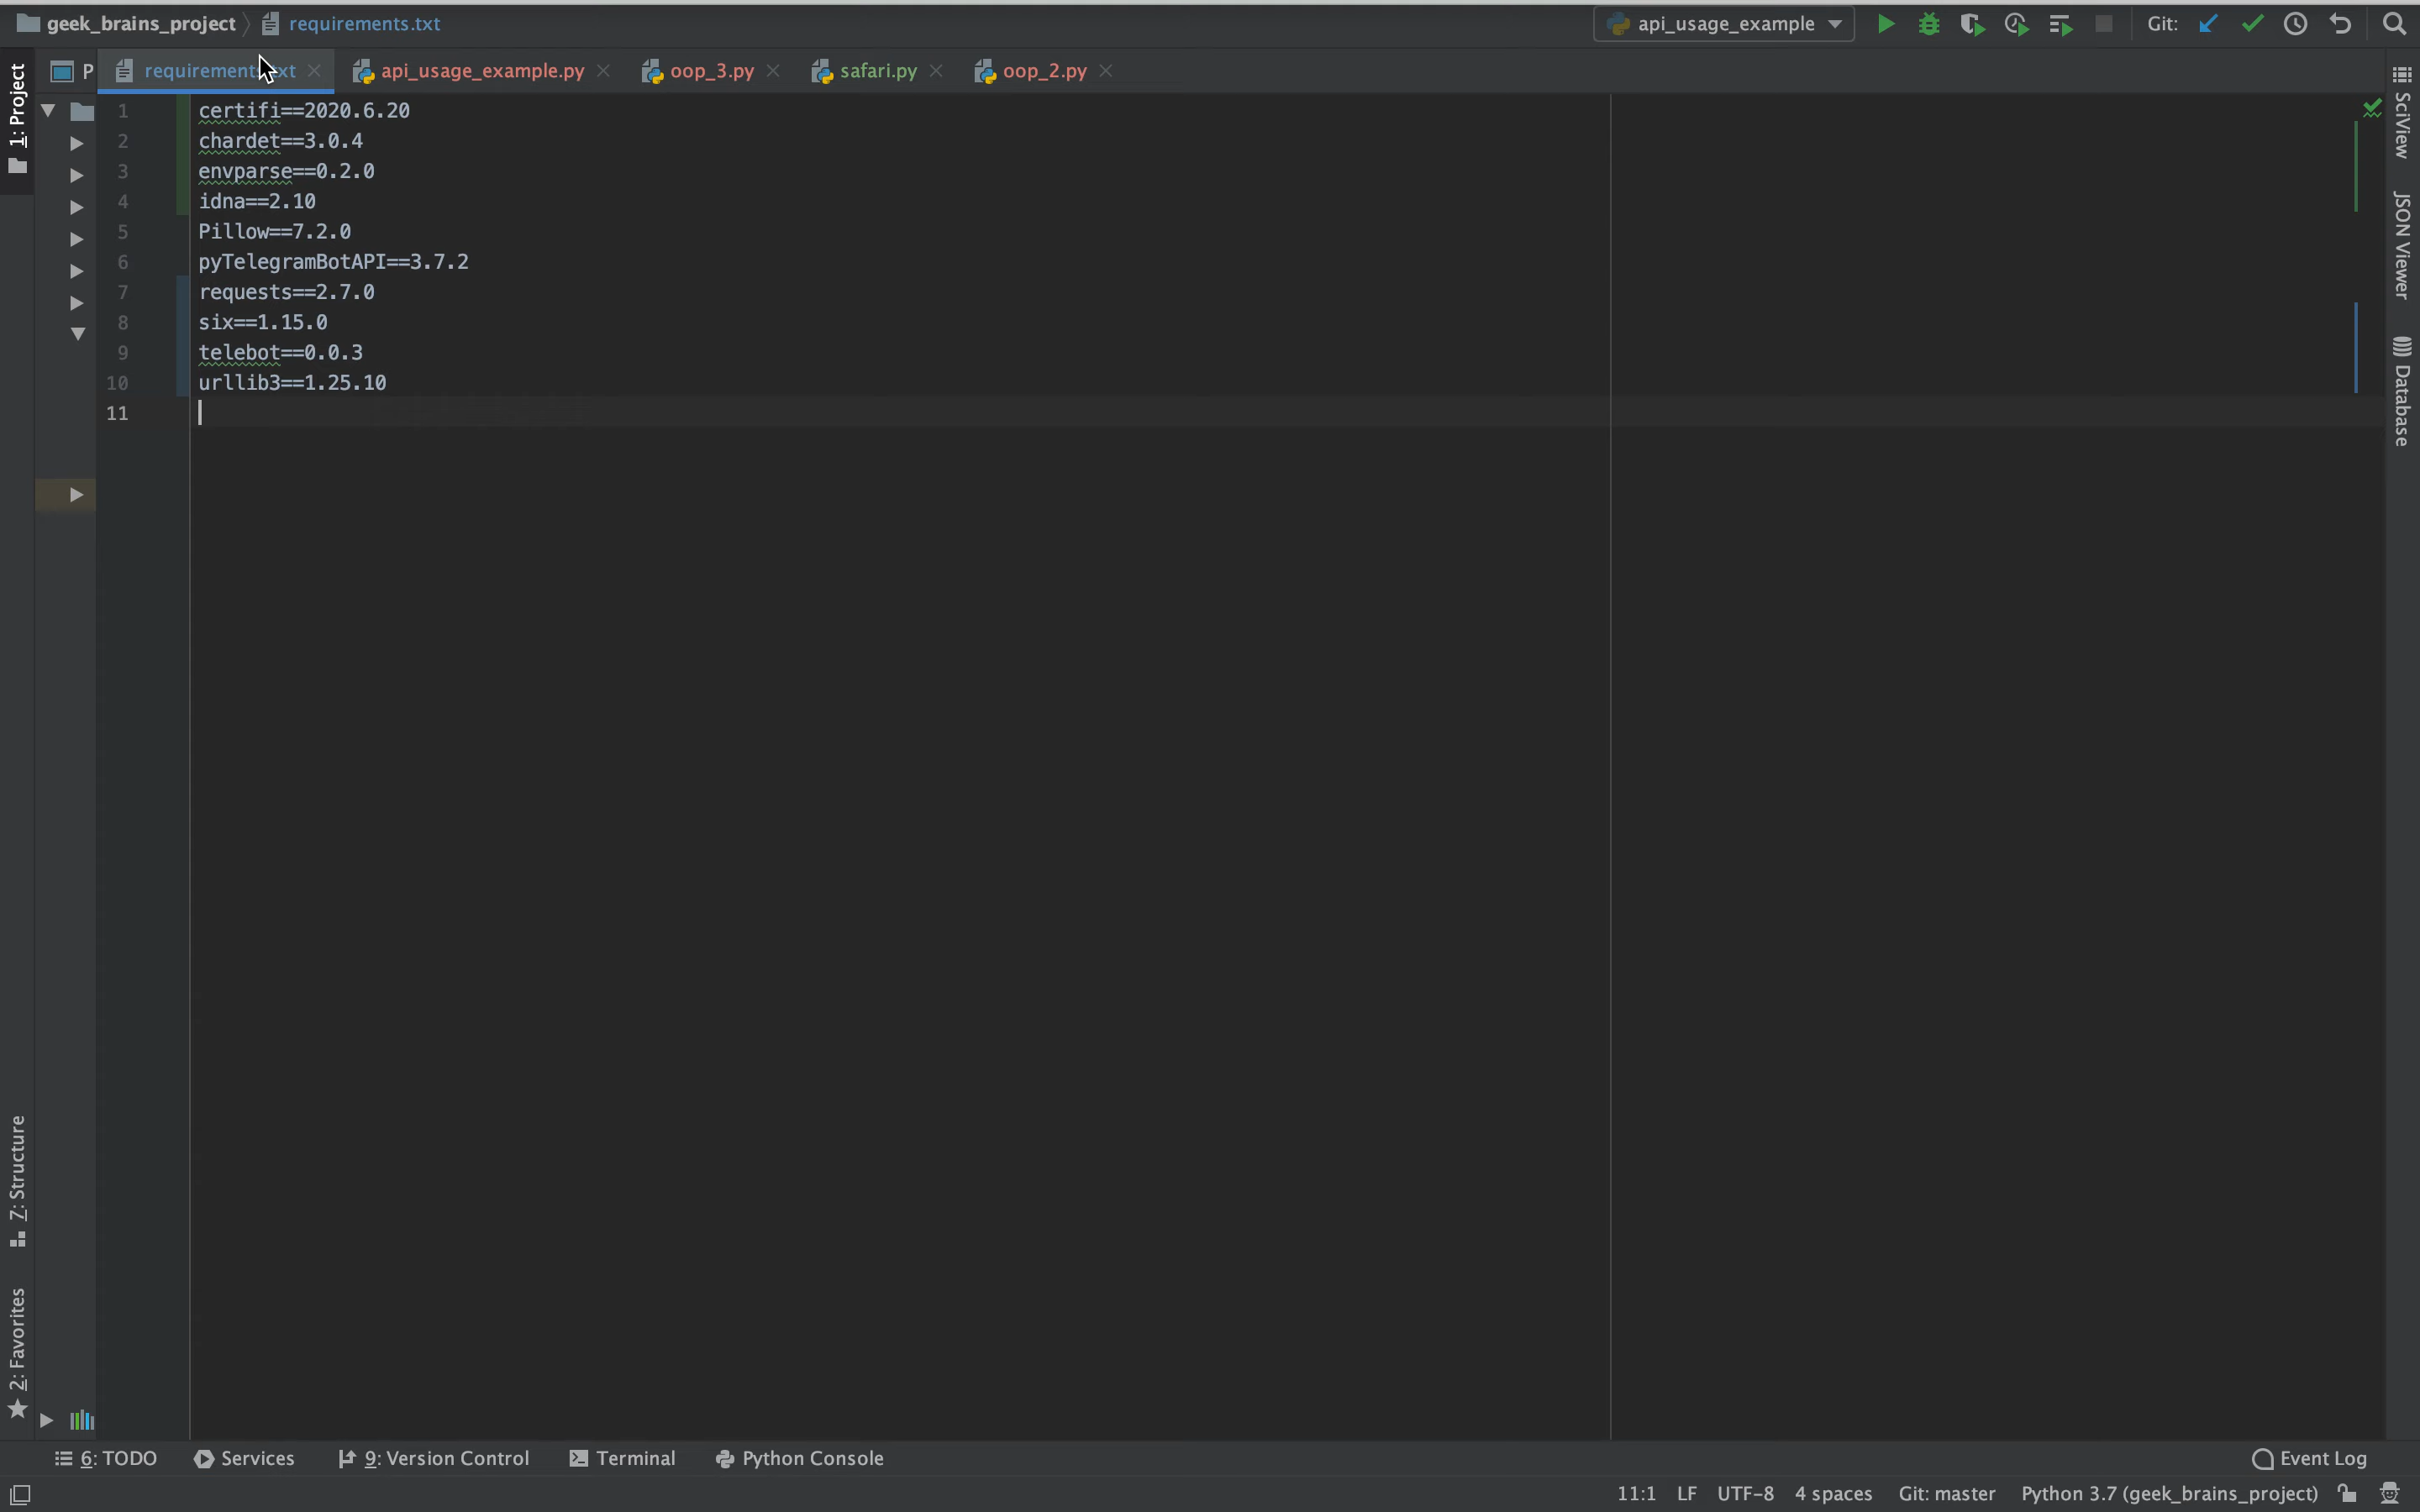 geek_brains_project requirements.txt
api_usage_example
Git:
1: Project
P
api_usage_example.py
oop_3.py
safari.py
oop_2.py
1 certifi==2020.6.20
2 chardet==3.0.4
3 envparse==0.2.0
4 idna==2.10
5 Pillow==7.2.0
6 pyTelegramBotAPI==3.7.2
7 requests==2.7.0
8 six==1.15.0
9 telebot==0.0.3
10 urllib3==1.25.10
11
SciView
JSON Viewer
Database
Z: Structure
2: Favorites
6: TODO
Services
9: Version Control
Terminal
Python Console
Event Log
11:1 LF UTF-8 4 spaces Git: master Python 3.7 (geek_brains_project)